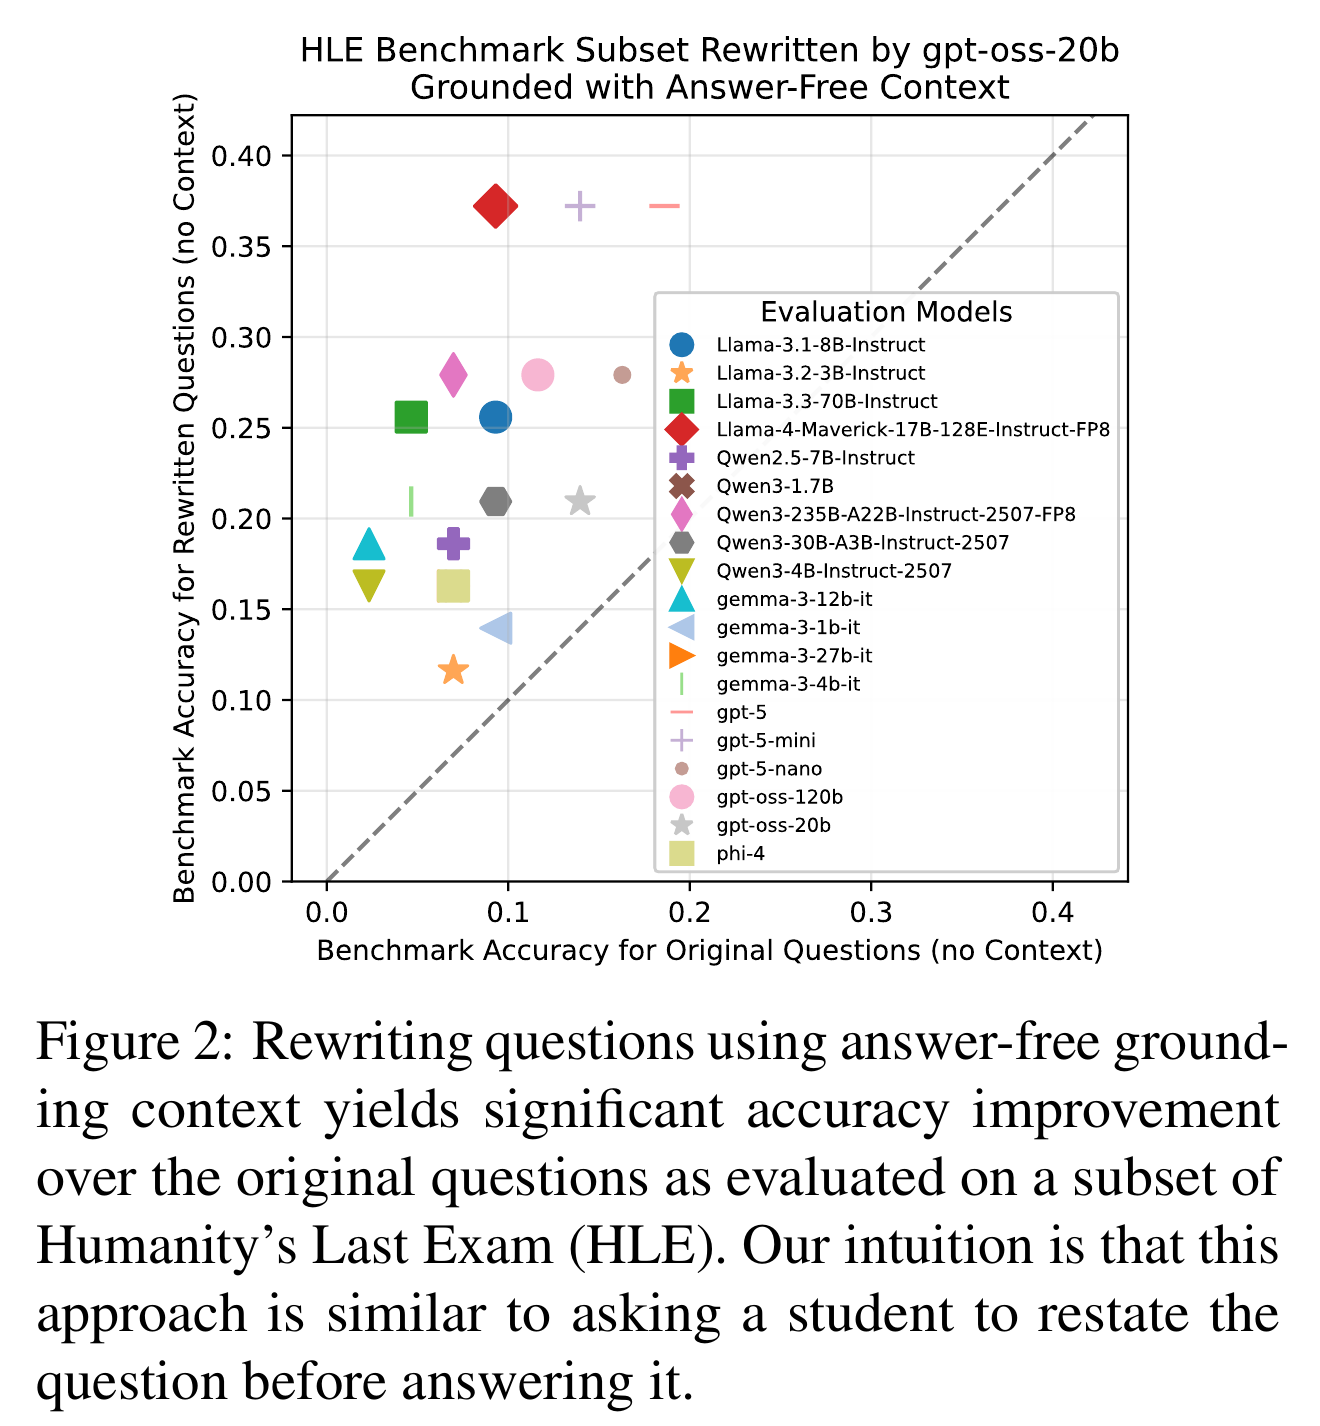 HLE Benchmark Subset Rewritten by gpt-oss-20b
Grounded with Answer-Free Context
Benchmark Accuracy for Rewritten Questions (no Context)
0.40
0.35
0.30
0.25
0.20
0.15
0.10
0.05
0.00
Evaluation Models
Llama-3.1-8B-Instruct
Llama-3.2-3B-Instruct
Llama-3.3-70B-Instruct
Llama-4-Maverick-17B-128E-Instruct-FP8
Qwen2.5-7B-Instruct
Qwen3-1.7B
Qwen3-235B-A22B-Instruct-2507-FP8
Qwen3-30B-A3B-Instruct-2507
Qwen3-4B-Instruct-2507
gemma-3-12b-it
gemma-3-1b-it
gemma-3-27b-it
gemma-3-4b-it
gpt-5
gpt-5-mini
gpt-5-nano
gpt-oss-120b
gpt-oss-20b
phi-4
0.0 0.1 0.2 0.3 0.4
Benchmark Accuracy for Original Questions (no Context)
Figure 2: Rewriting questions using answer-free ground-
ing context yields significant accuracy improvement
over the original questions as evaluated on a subset of
Humanity's Last Exam (HLE). Our intuition is that this
approach is similar to asking a student to restate the
question before answering it.